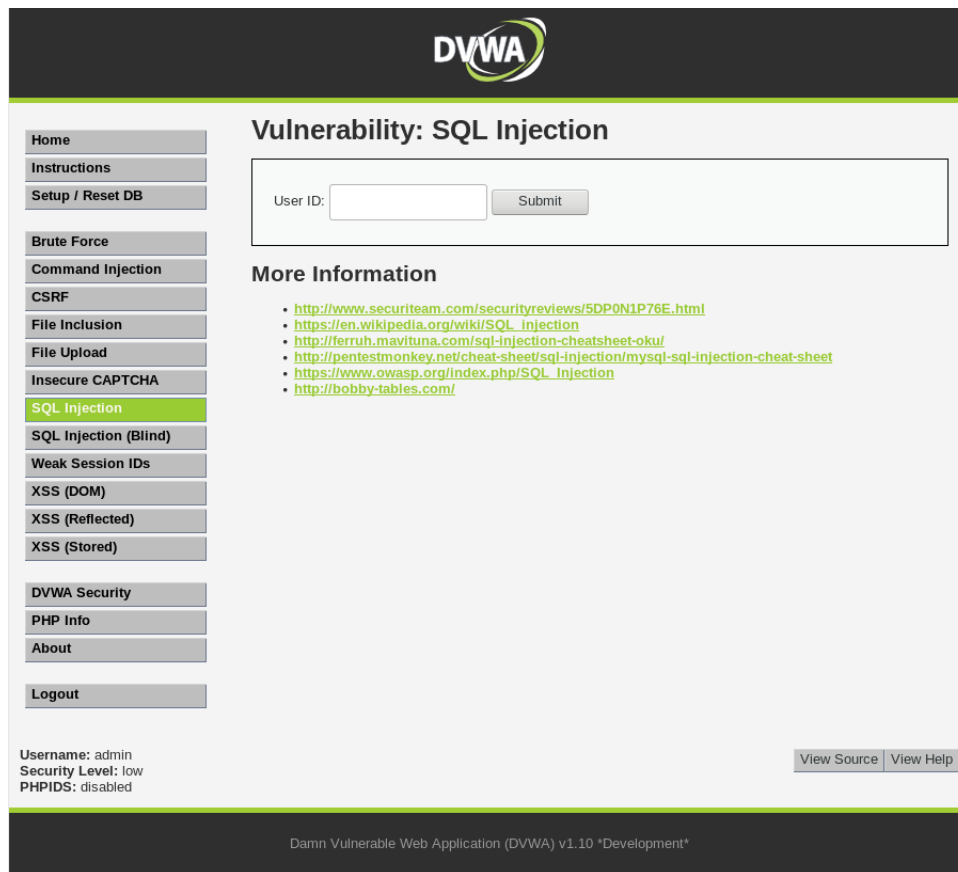 DVWA
Home
Instructions
Setup / Reset DB
Brute Force
Command Injection
CSRF
File Inclusion
File Upload
Insecure CAPTCHA
SQL Injection
SQL Injection (Blind)
Weak Session IDs
XSS (DOM)
XSS (Reflected)
XSS (Stored)
DVWA Security
PHP Info
About
Logout
Vulnerability: SQL Injection
User ID: Submit
More Information
• http://www.securiteam.com/securityreviews/5DP0N1P76E.html
• https://en.wikipedia.org/wiki/SQL_injection
• http://ferruh.mavituna.com/sql-injection-cheatsheet-oku/
• http://pentestmonkey.net/cheat-sheet/sql-injection/mysql-sql-injection-cheat-sheet
• https://www.owasp.org/index.php/SQL_Injection
• http://bobby-tables.com/
Username: admin
Security Level: low
PHPIDS: disabled
View Source View Help
Damn Vulnerable Web Application (DVWA) v1.10 *Development*